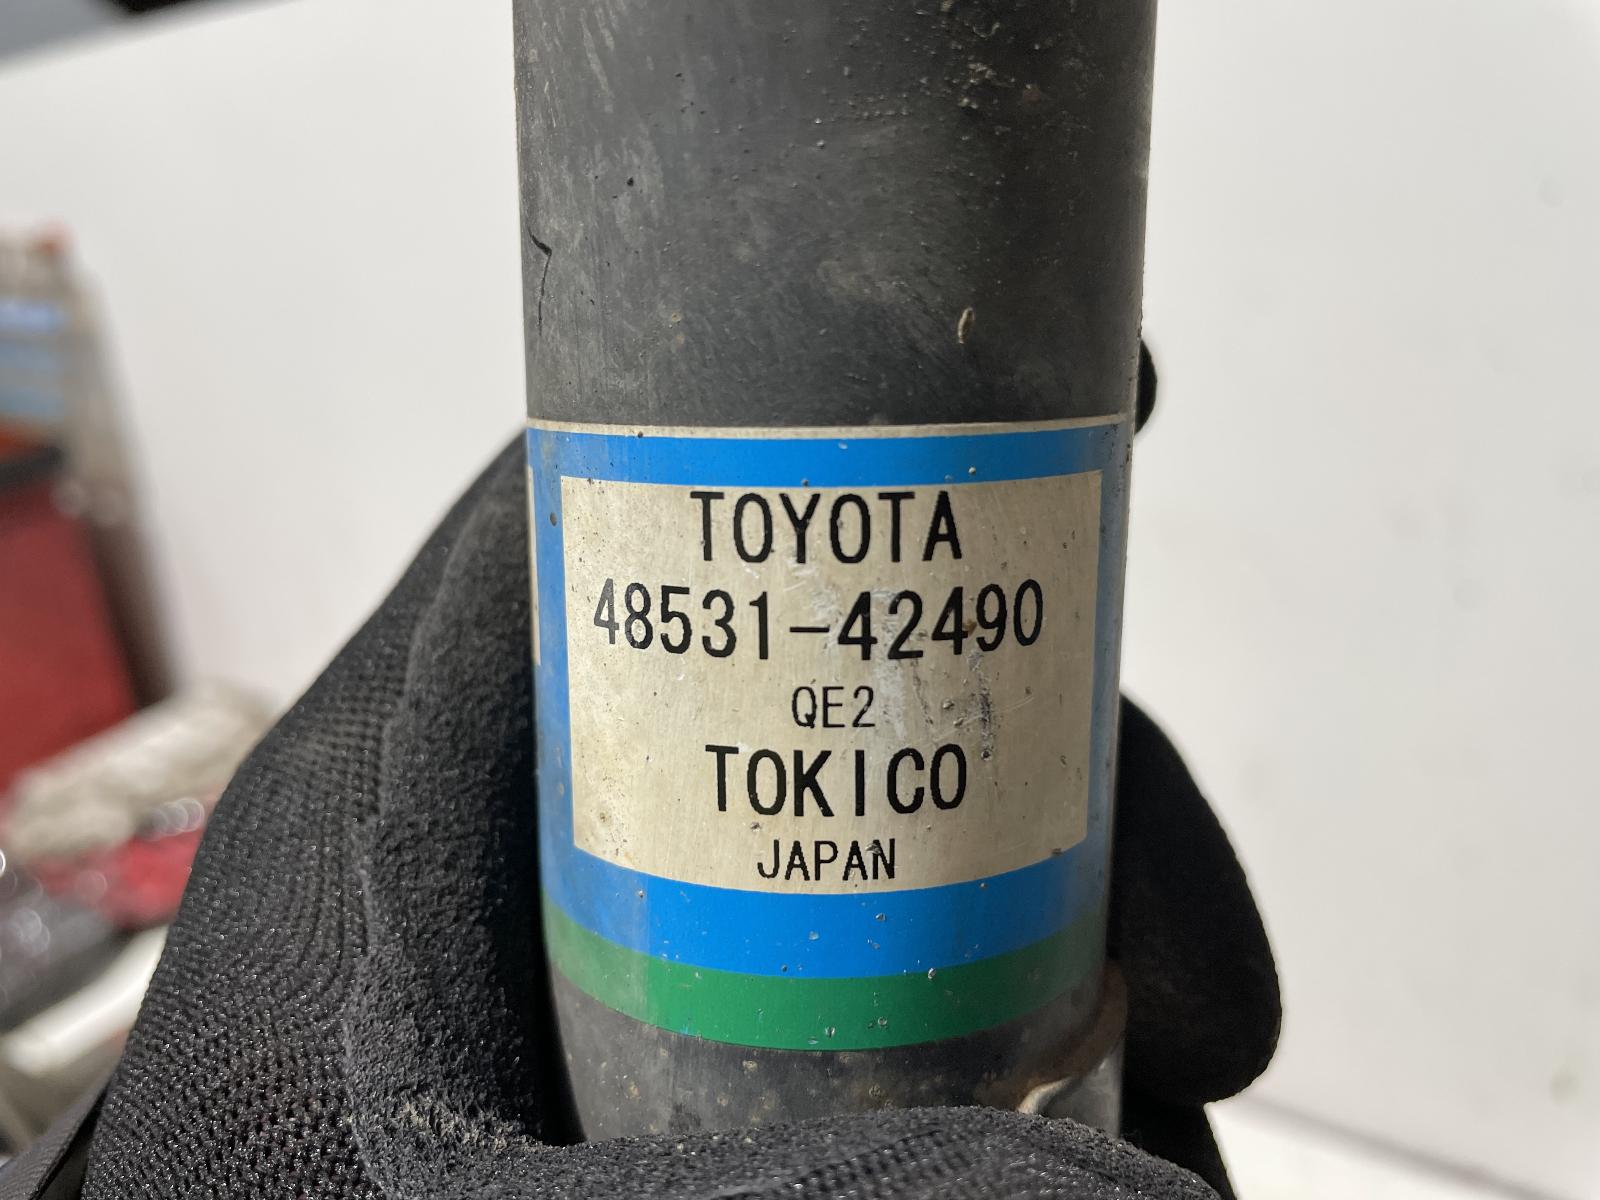 TOYOTA
48531-42490
QE2
TOKICO
JAPAN